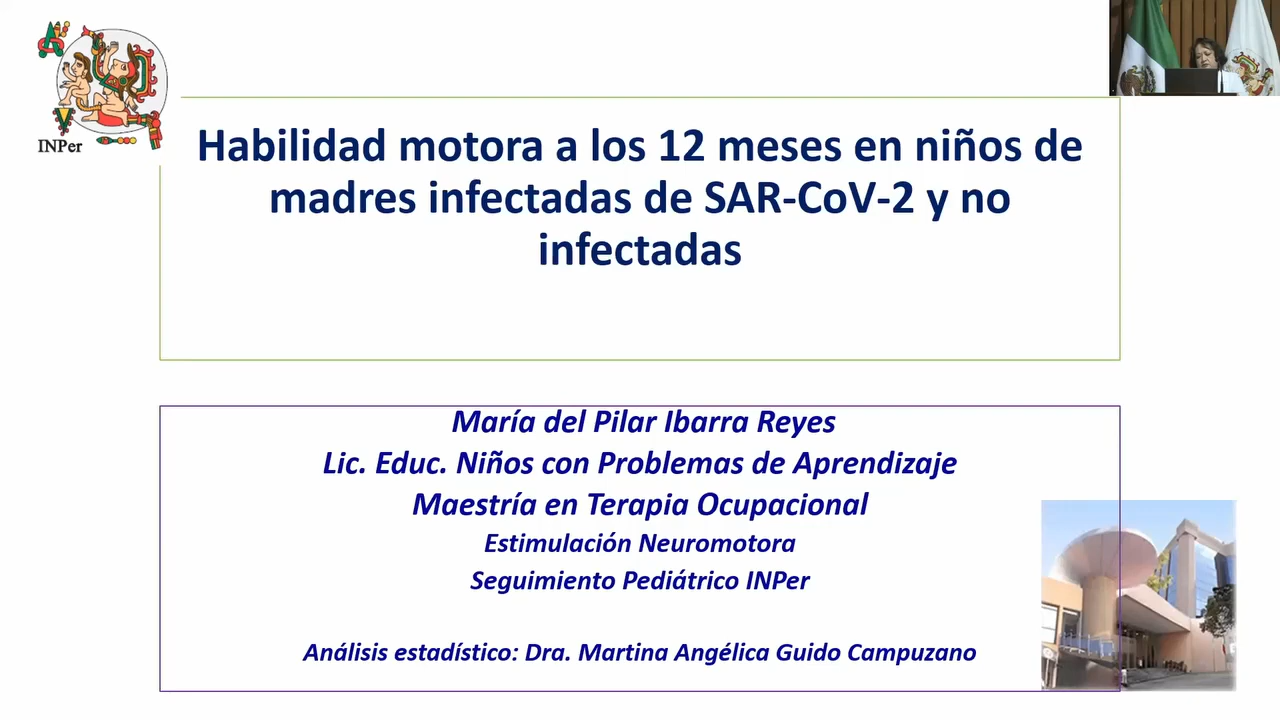 INPer
Habilidad motora a los 12 meses en niños de
madres infectadas de SAR-CoV-2 y no
infectadas
María del Pilar Ibarra Reyes
Lic. Educ. Niños con Problemas de Aprendizaje
Maestría en Terapia Ocupacional
Estimulación Neuromotora
Seguimiento Pediátrico INPer
Análisis estadístico: Dra. Martina Angélica Guido Campuzano